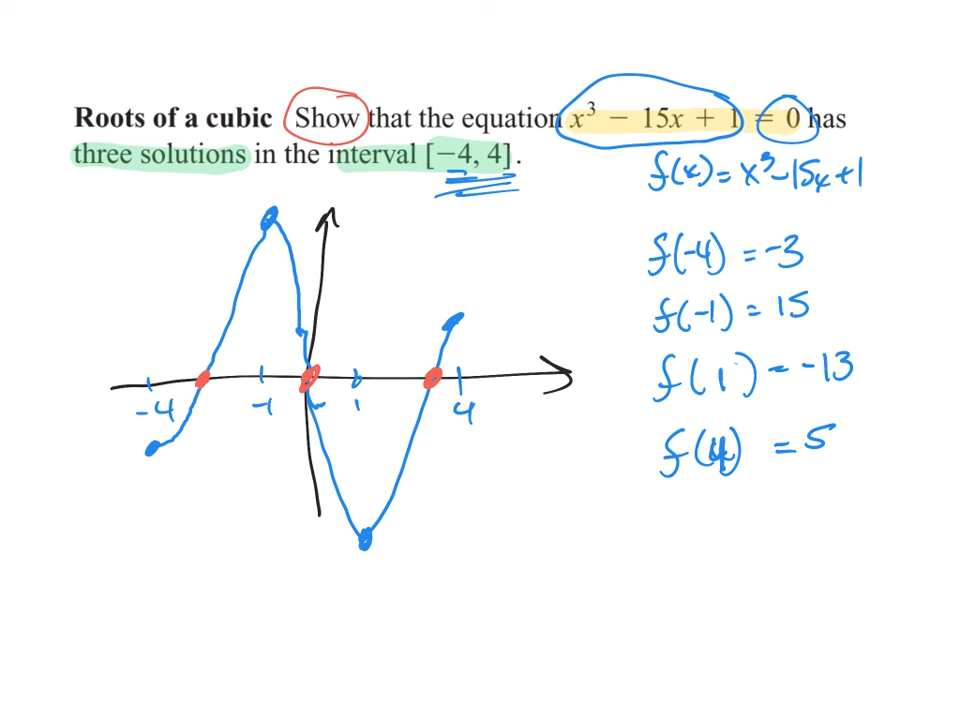 Roots of a cubic Show that the equation x³ − 15x + 1 = 0 has
three solutions in the interval [−4, 4].
f(x) = x³ - 15x + 1
f(-4) = -3
f(-1) = 15
f(1) = -13
f(4) = 5
-4 -1 1 4